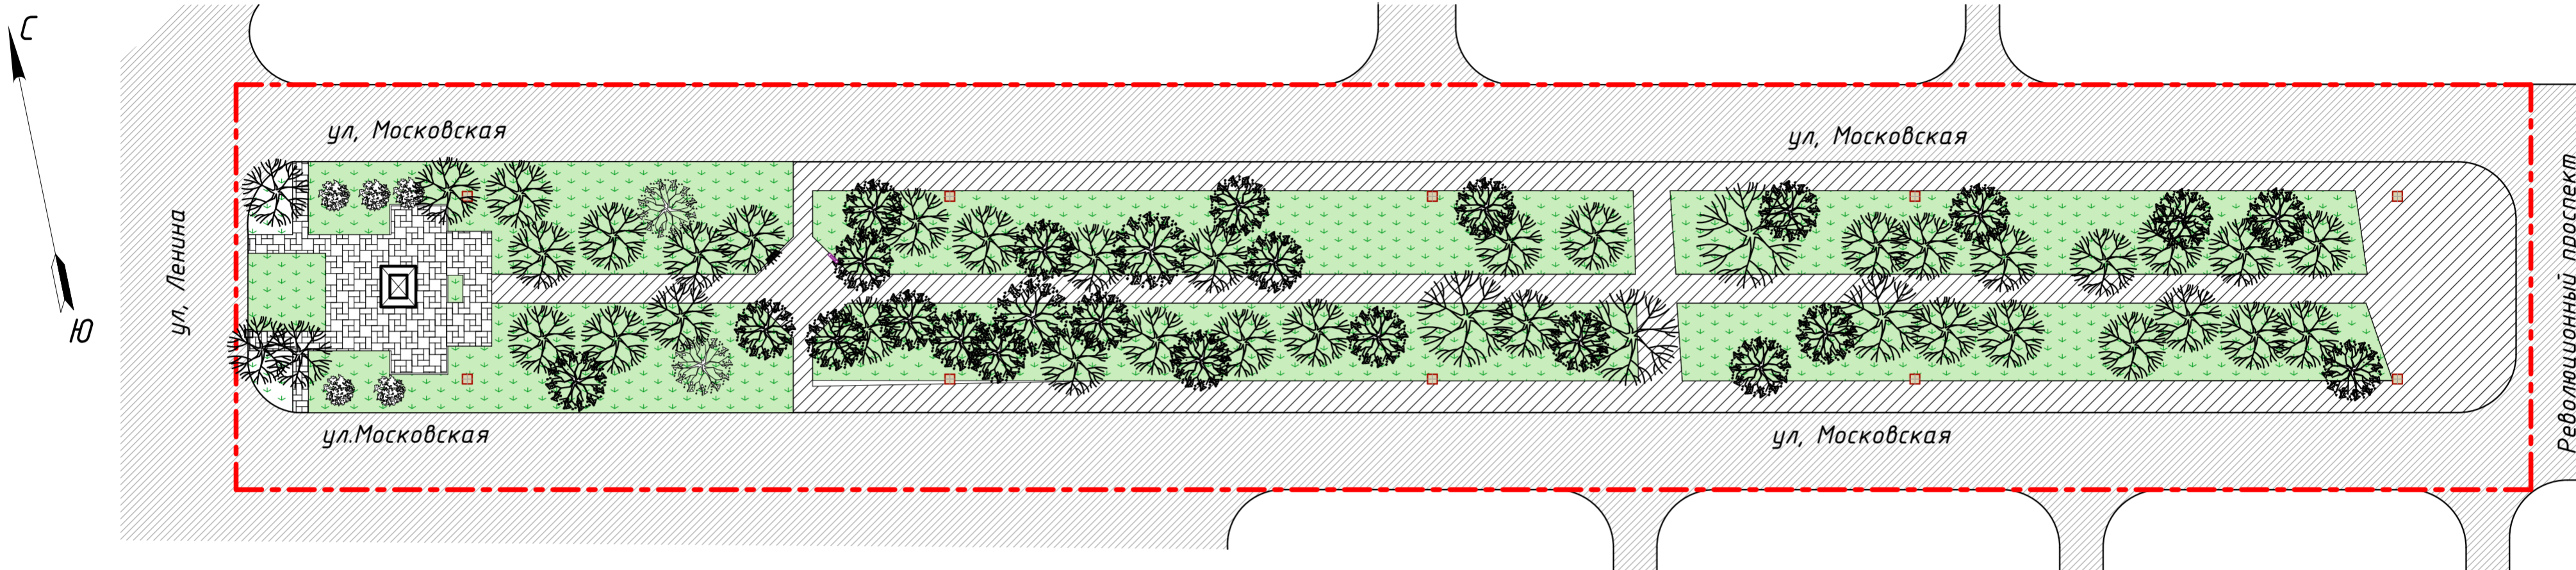 С
Ю
ул, Московская
ул, Московская
ул, Ленина
ул.Московская
ул, Московская
Революционный проспект